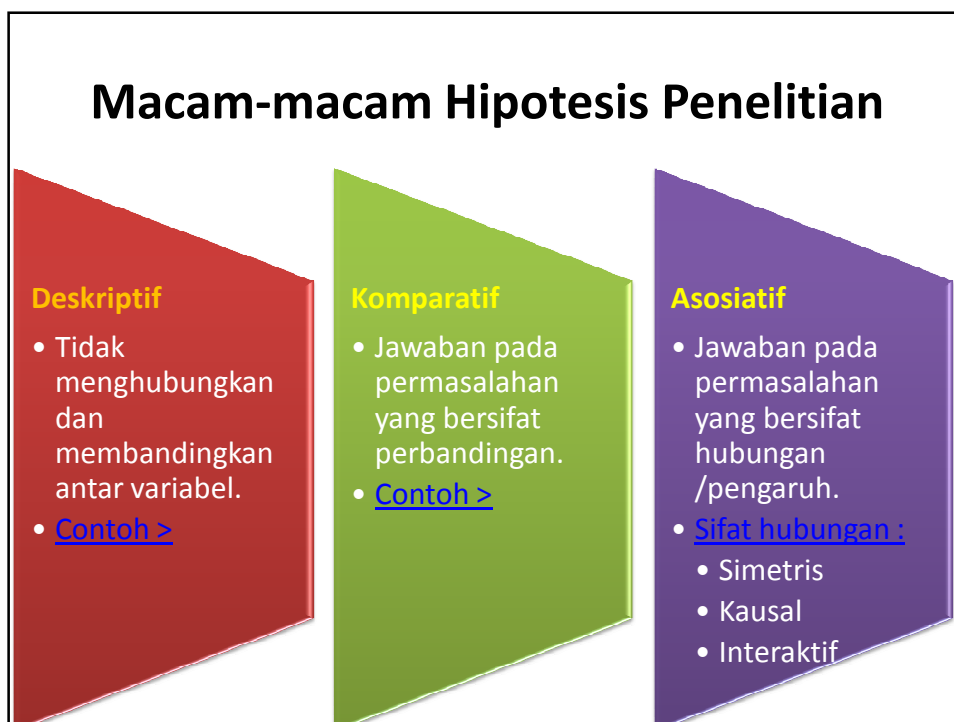 Macam-macam Hipotesis Penelitian
Deskriptif
• Tidak
menghubungkan
dan
membandingkan
antar variabel.
• Contoh >
Komparatif
• Jawaban pada
permasalahan
yang bersifat
perbandingan.
• Contoh >
Asosiatif
• Jawaban pada
permasalahan
yang bersifat
hubungan
/pengaruh.
• Sifat hubungan :
• Simetris
• Kausal
• Interaktif